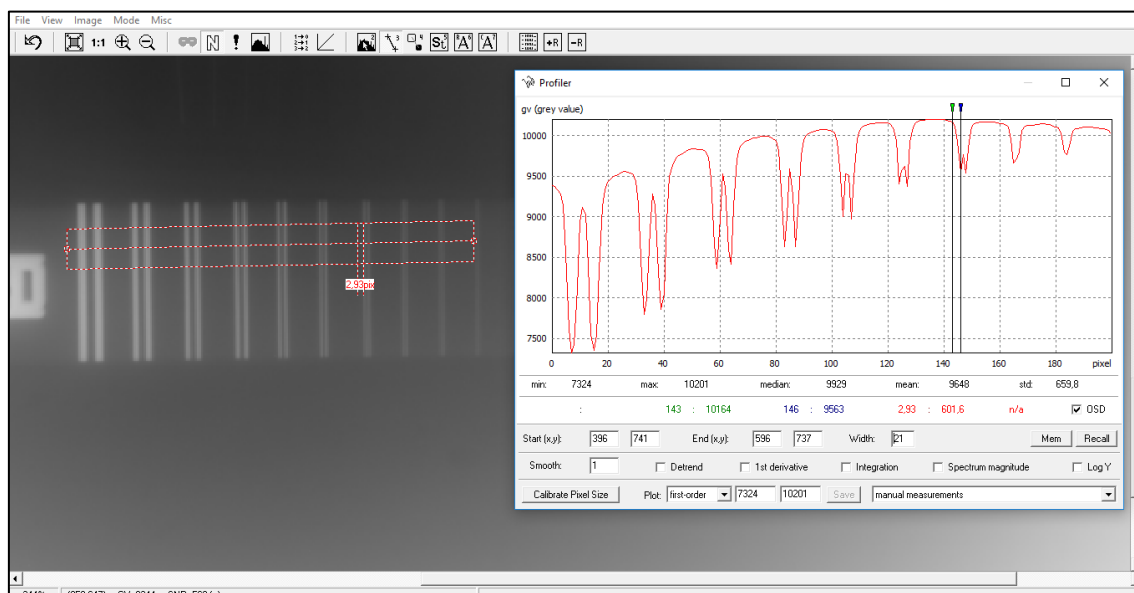 File View Image Mode Misc
1:1 N ! St A A +R -R
Profiler
gv (grey value)
10000
9500
9000
8500
8000
7500
0 20 40 60 80 100 120 140 160 180 pixel
2,93pix
min: 7324 max: 10201 median: 9929 mean: 9648 std: 659,8
: 143 : 10164 146 : 9563 2,93 : 601,6 n/a OSD
Start (x,y): 396 741 End (x,y): 596 737 Width: 21 Mem Recall
Smooth: 1 Detrend 1st derivative Integration Spectrum magnitude Log Y
Calibrate Pixel Size Plot: first-order 7324 10201 Save manual measurements